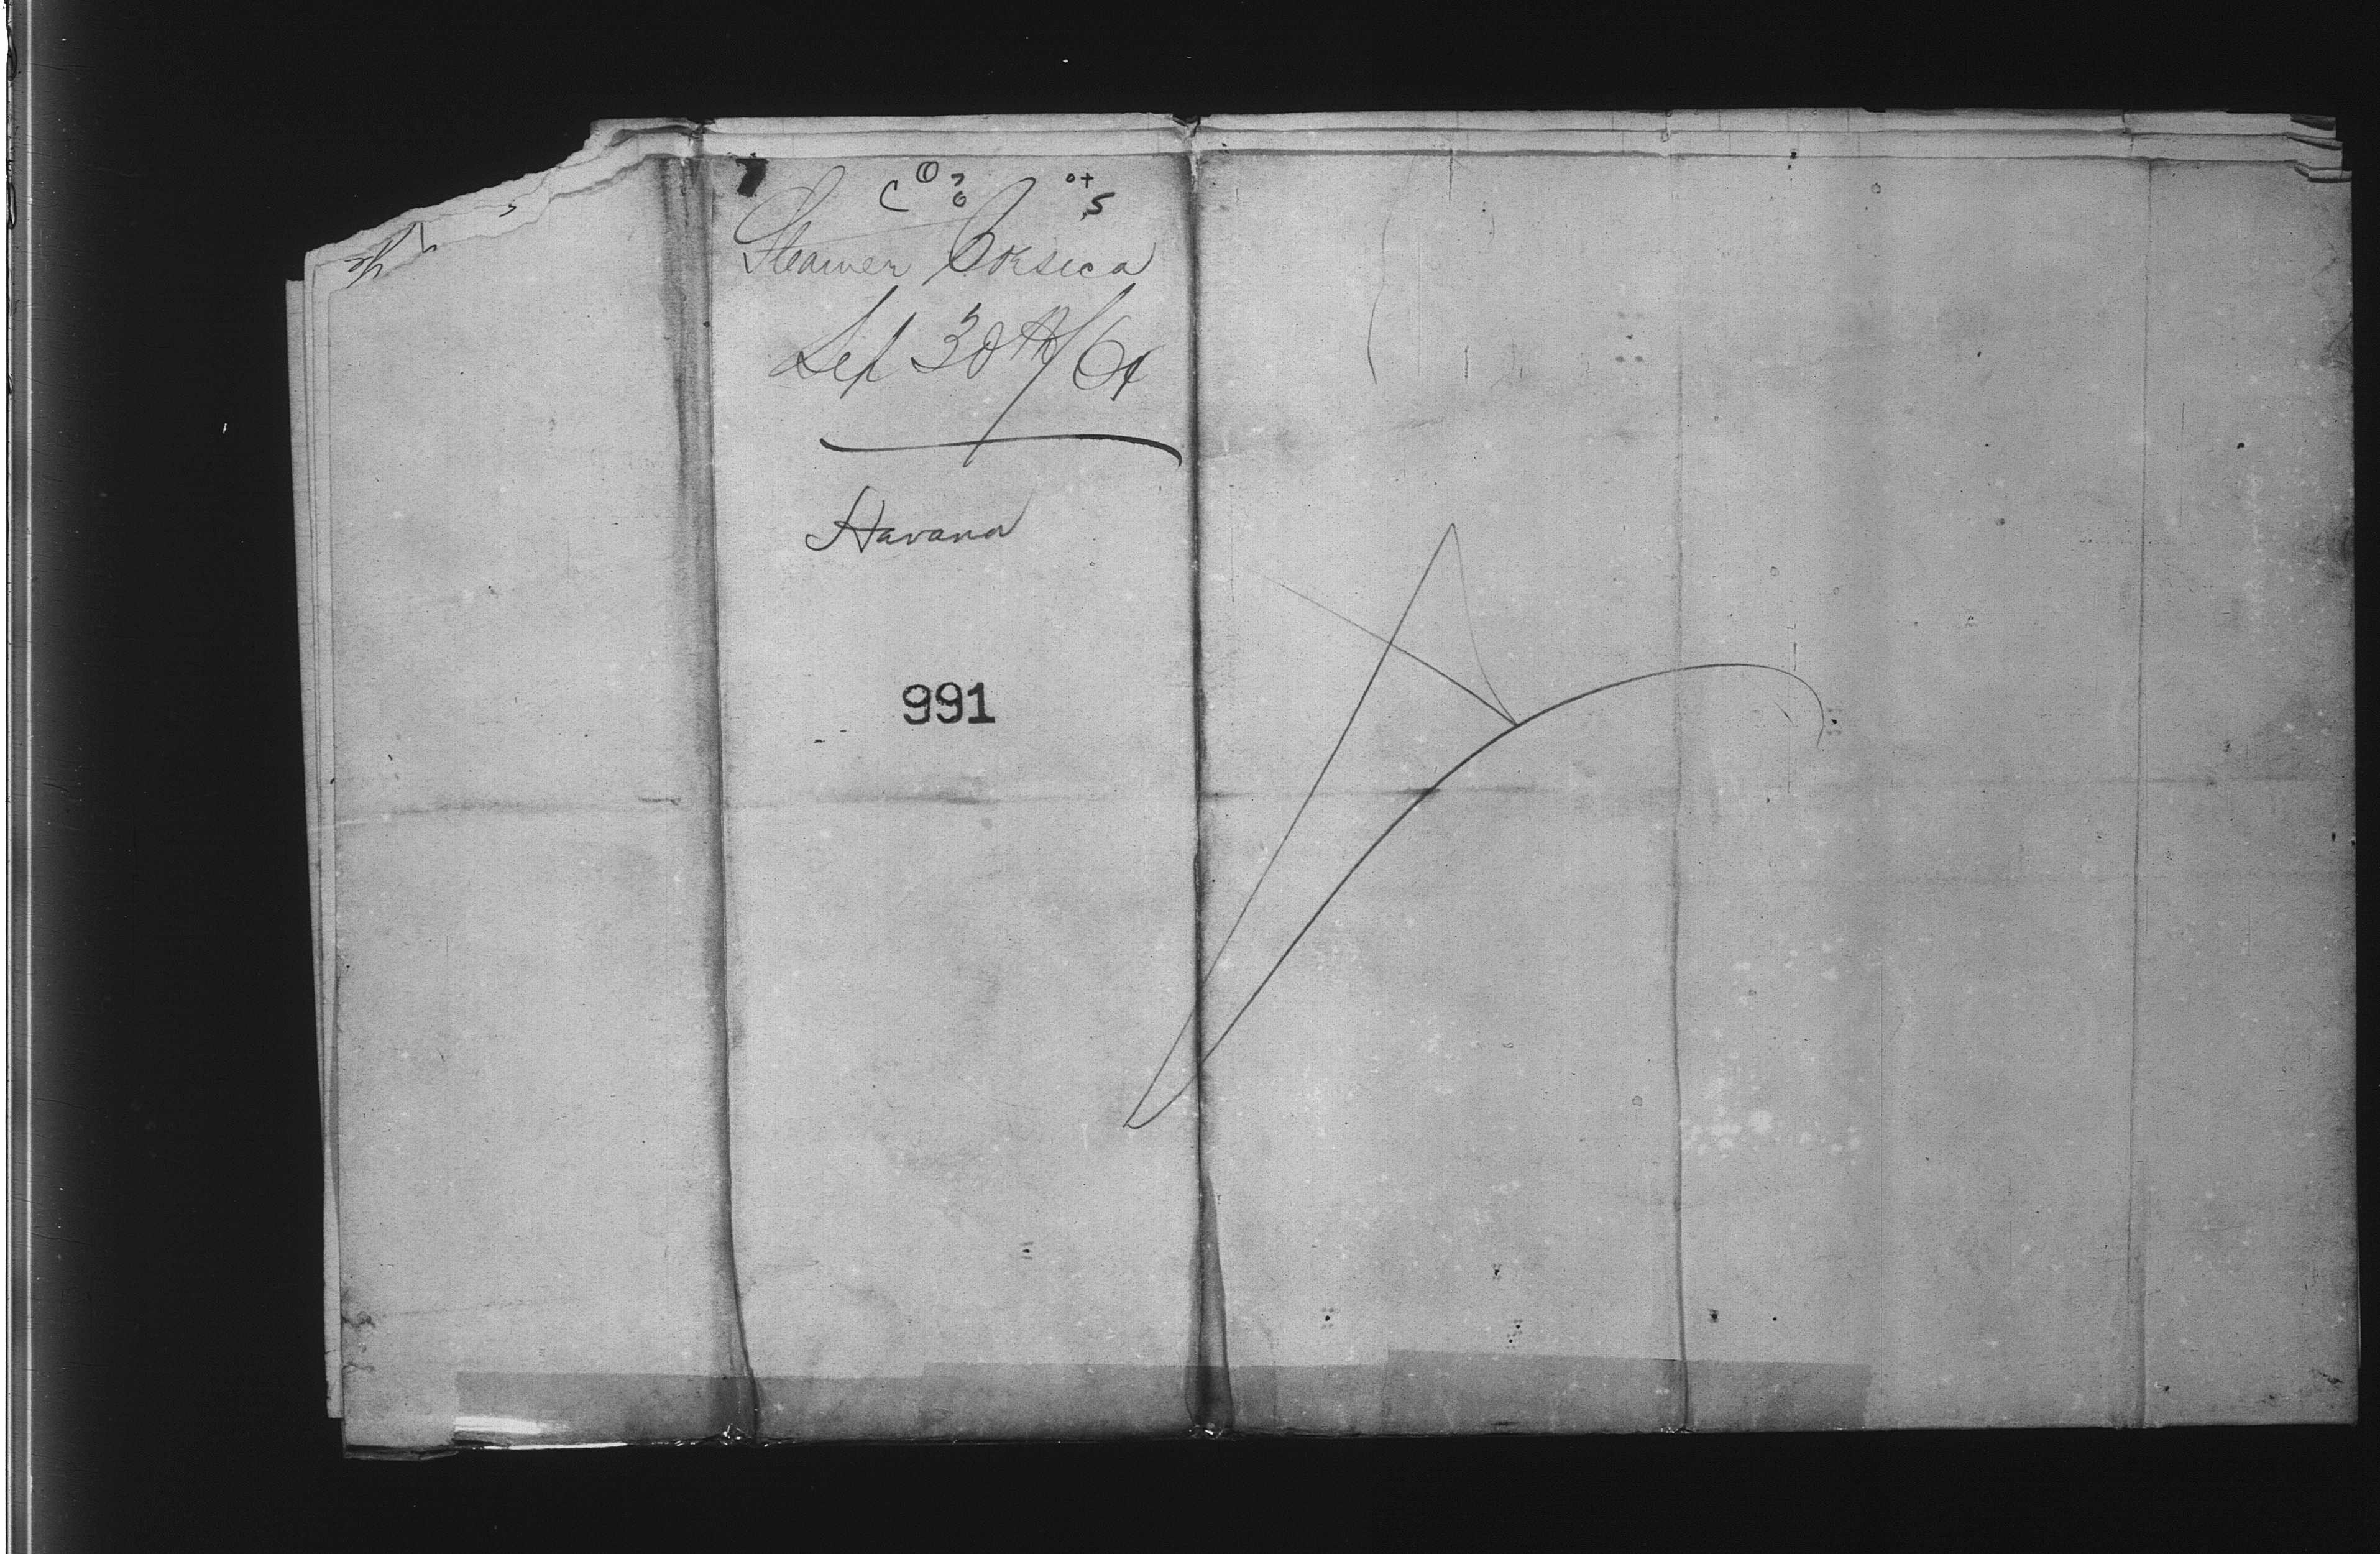 Steamer Corsica
Sep 30th/64
Havana
991